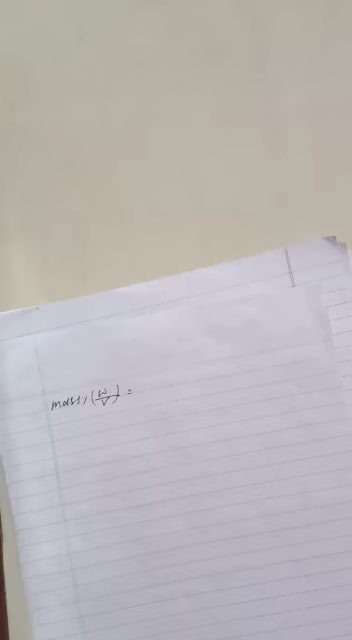 mass% (W/V) =